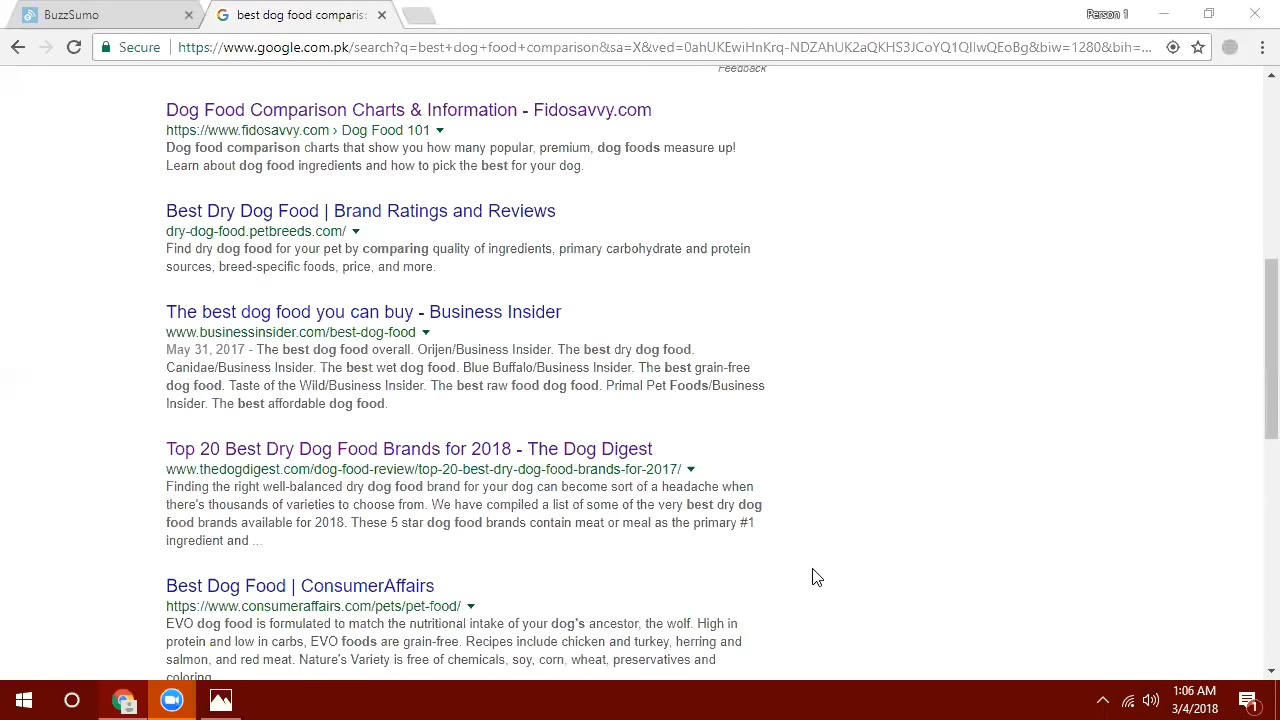 BuzzSumo
best dog food comparis
Person 1
Secure
https://www.google.com.pk/search?q=best+dog+food+comparison&sa=X&ved=0ahUKEwiHnKrq-NDZAhUK2aQKHS3JCoYQ1QIIwQEoBg&biw=1280&bih=...
Feedback
Dog Food Comparison Charts & Information - Fidosavvy.com
https://www.fidosavvy.com › Dog Food 101
Dog food comparison charts that show you how many popular, premium, dog foods measure up!
Learn about dog food ingredients and how to pick the best for your dog.
Best Dry Dog Food | Brand Ratings and Reviews
dry-dog-food.petbreeds.com/
Find dry dog food for your pet by comparing quality of ingredients, primary carbohydrate and protein
sources, breed-specific foods, price, and more.
The best dog food you can buy - Business Insider
www.businessinsider.com/best-dog-food
May 31, 2017 - The best dog food overall. Orijen/Business Insider. The best dry dog food.
Canidae/Business Insider. The best wet dog food. Blue Buffalo/Business Insider. The best grain-free
dog food. Taste of the Wild/Business Insider. The best raw food dog food. Primal Pet Foods/Business
Insider. The best affordable dog food.
Top 20 Best Dry Dog Food Brands for 2018 - The Dog Digest
www.thedogdigest.com/dog-food-review/top-20-best-dry-dog-food-brands-for-2017/
Finding the right well-balanced dry dog food brand for your dog can become sort of a headache when
there's thousands of varieties to choose from. We have compiled a list of some of the very best dry dog
food brands available for 2018. These 5 star dog food brands contain meat or meal as the primary #1
ingredient and ...
Best Dog Food | ConsumerAffairs
https://www.consumeraffairs.com/pets/pet-food/
EVO dog food is formulated to match the nutritional intake of your dog's ancestor, the wolf. High in
protein and low in carbs, EVO foods are grain-free. Recipes include chicken and turkey, herring and
salmon, and red meat. Nature's Variety is free of chemicals, soy, corn, wheat, preservatives and
coloring.
1:06 AM
3/4/2018
1